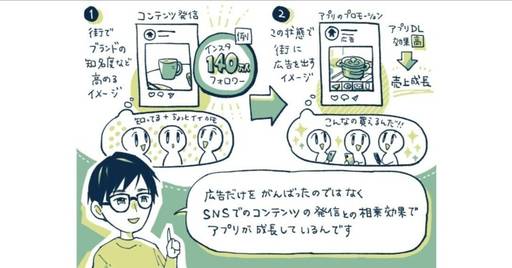 1
街で
ブランドの
知名度など
高める
イメージ
コンテンツ発信
例
インスタ
140万人
フォロワー
知ってる+ちょっとイイかも
2
この状態で
街に
広告を出す
イメージ
アプリのプロモーション
広告
アプリDL
効果高
売上成長
こんなの買えるんだ!!
広告だけを がんばったのでは なく
SNSでのコンテンツの 発信との相乗効果で
アプリが 成長しているんです